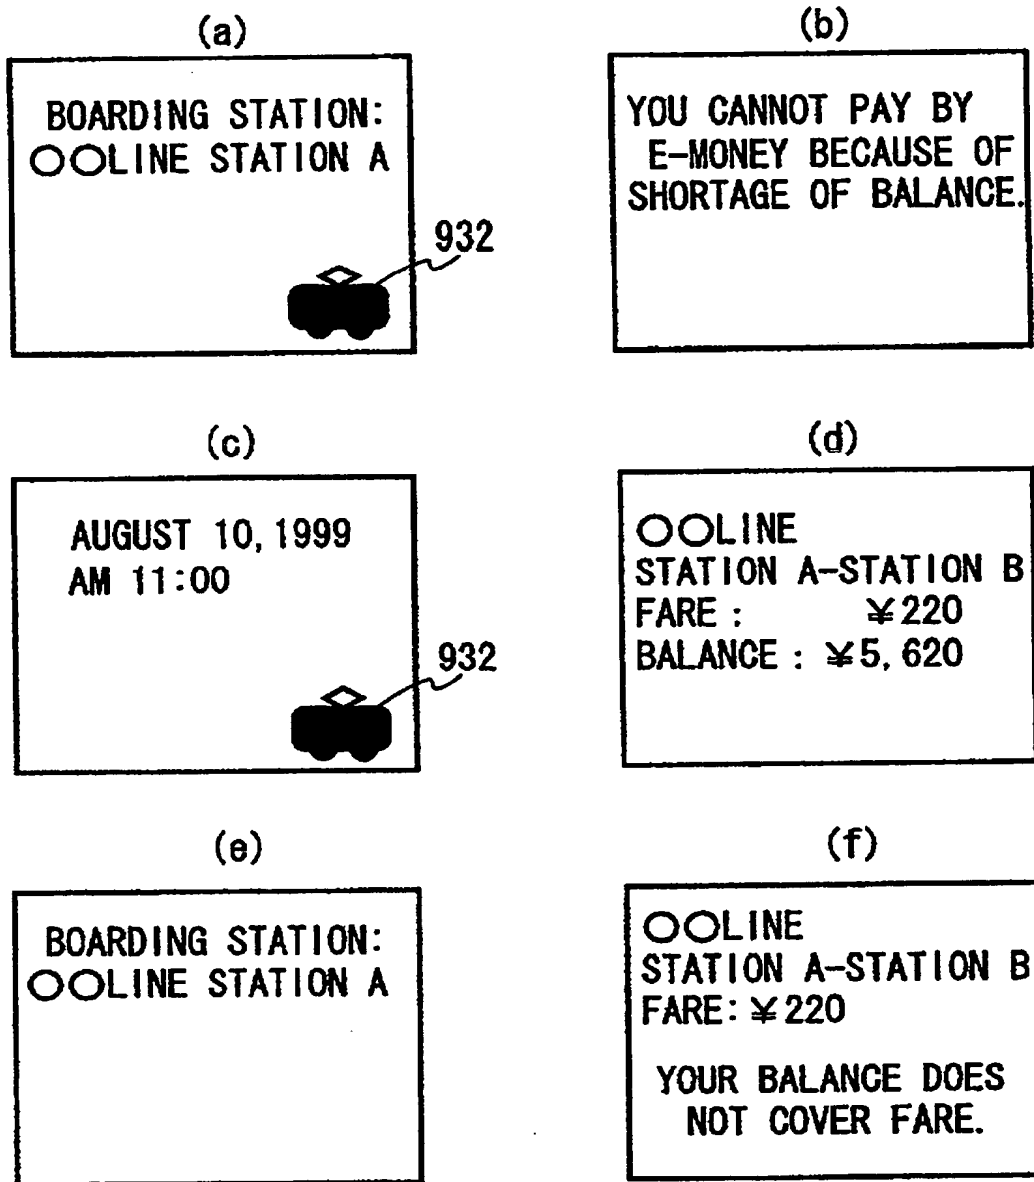 (a)
BOARDING STATION:
○○LINE STATION A
932
(b)
YOU CANNOT PAY BY
E-MONEY BECAUSE OF
SHORTAGE OF BALANCE.
(c)
AUGUST 10, 1999
AM 11:00
932
(d)
○○LINE
STATION A-STATION B
FARE : ¥220
BALANCE : ¥5,620
(e)
BOARDING STATION:
○○LINE STATION A
(f)
○○LINE
STATION A-STATION B
FARE: ¥220
YOUR BALANCE DOES
NOT COVER FARE.